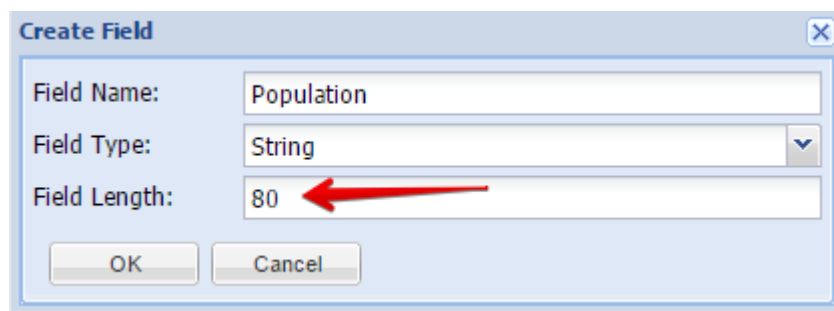 Create Field
Field Name: Population
Field Type: String
Field Length: 80
OK Cancel